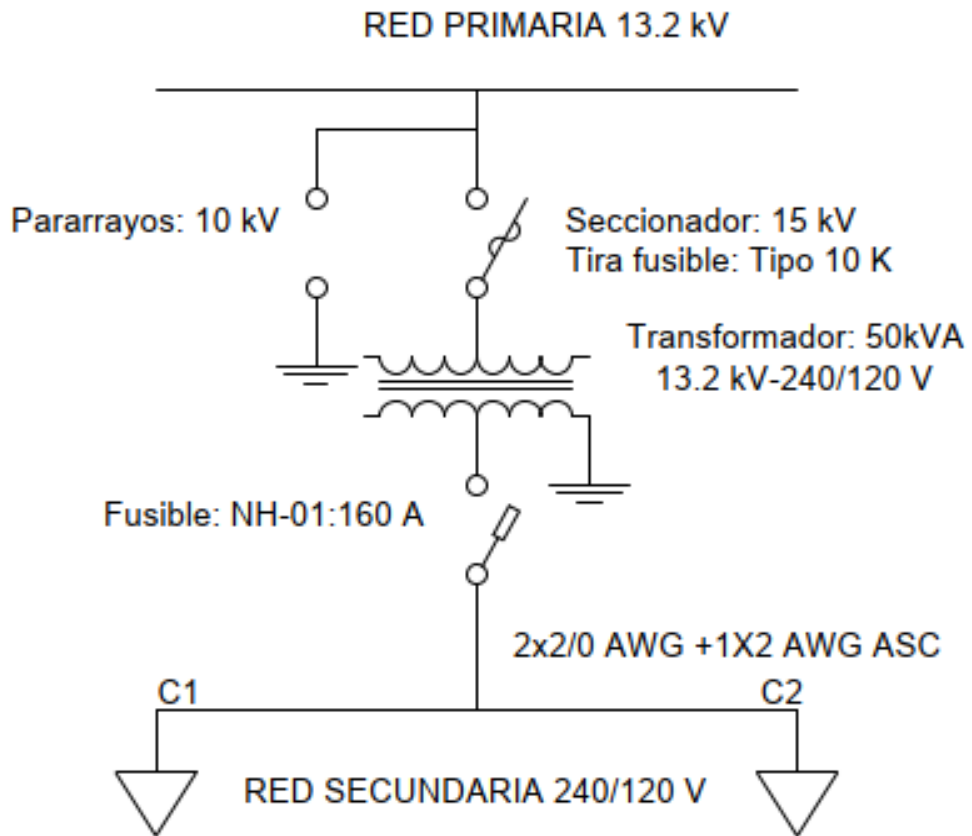 RED PRIMARIA 13.2 kV
Pararrayos: 10 kV
Seccionador: 15 kV
Tira fusible: Tipo 10 K
Transformador: 50kVA
13.2 kV-240/120 V
Fusible: NH-01:160 A
2x2/0 AWG +1X2 AWG ASC
C1
C2
RED SECUNDARIA 240/120 V